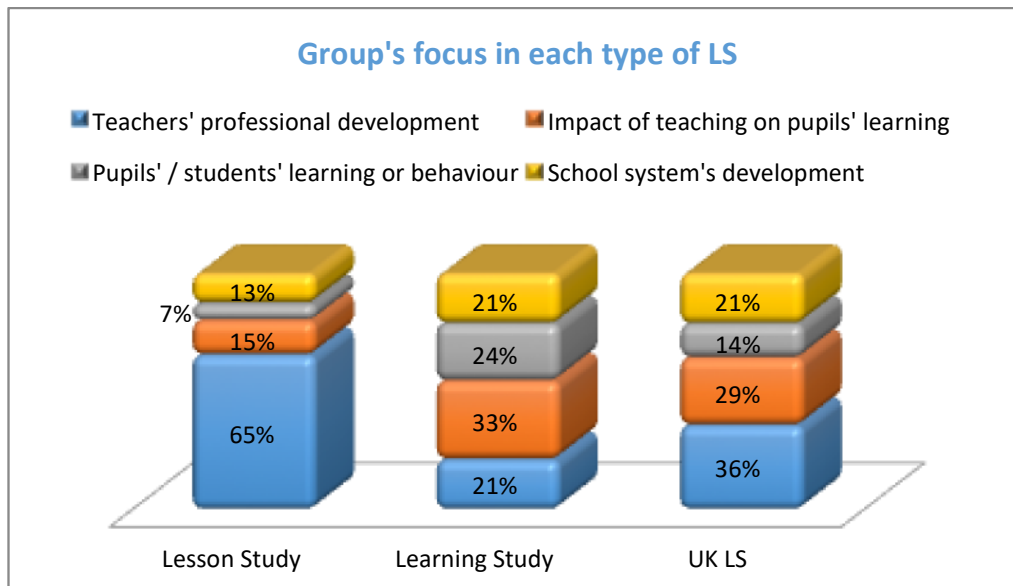 Group's focus in each type of LS
Teachers' professional development Impact of teaching on pupils' learning
Pupils' / students' learning or behaviour School system's development
13% 21% 21%
7% 24% 14%
15% 33% 29%
65% 21% 36%
Lesson Study Learning Study UK LS